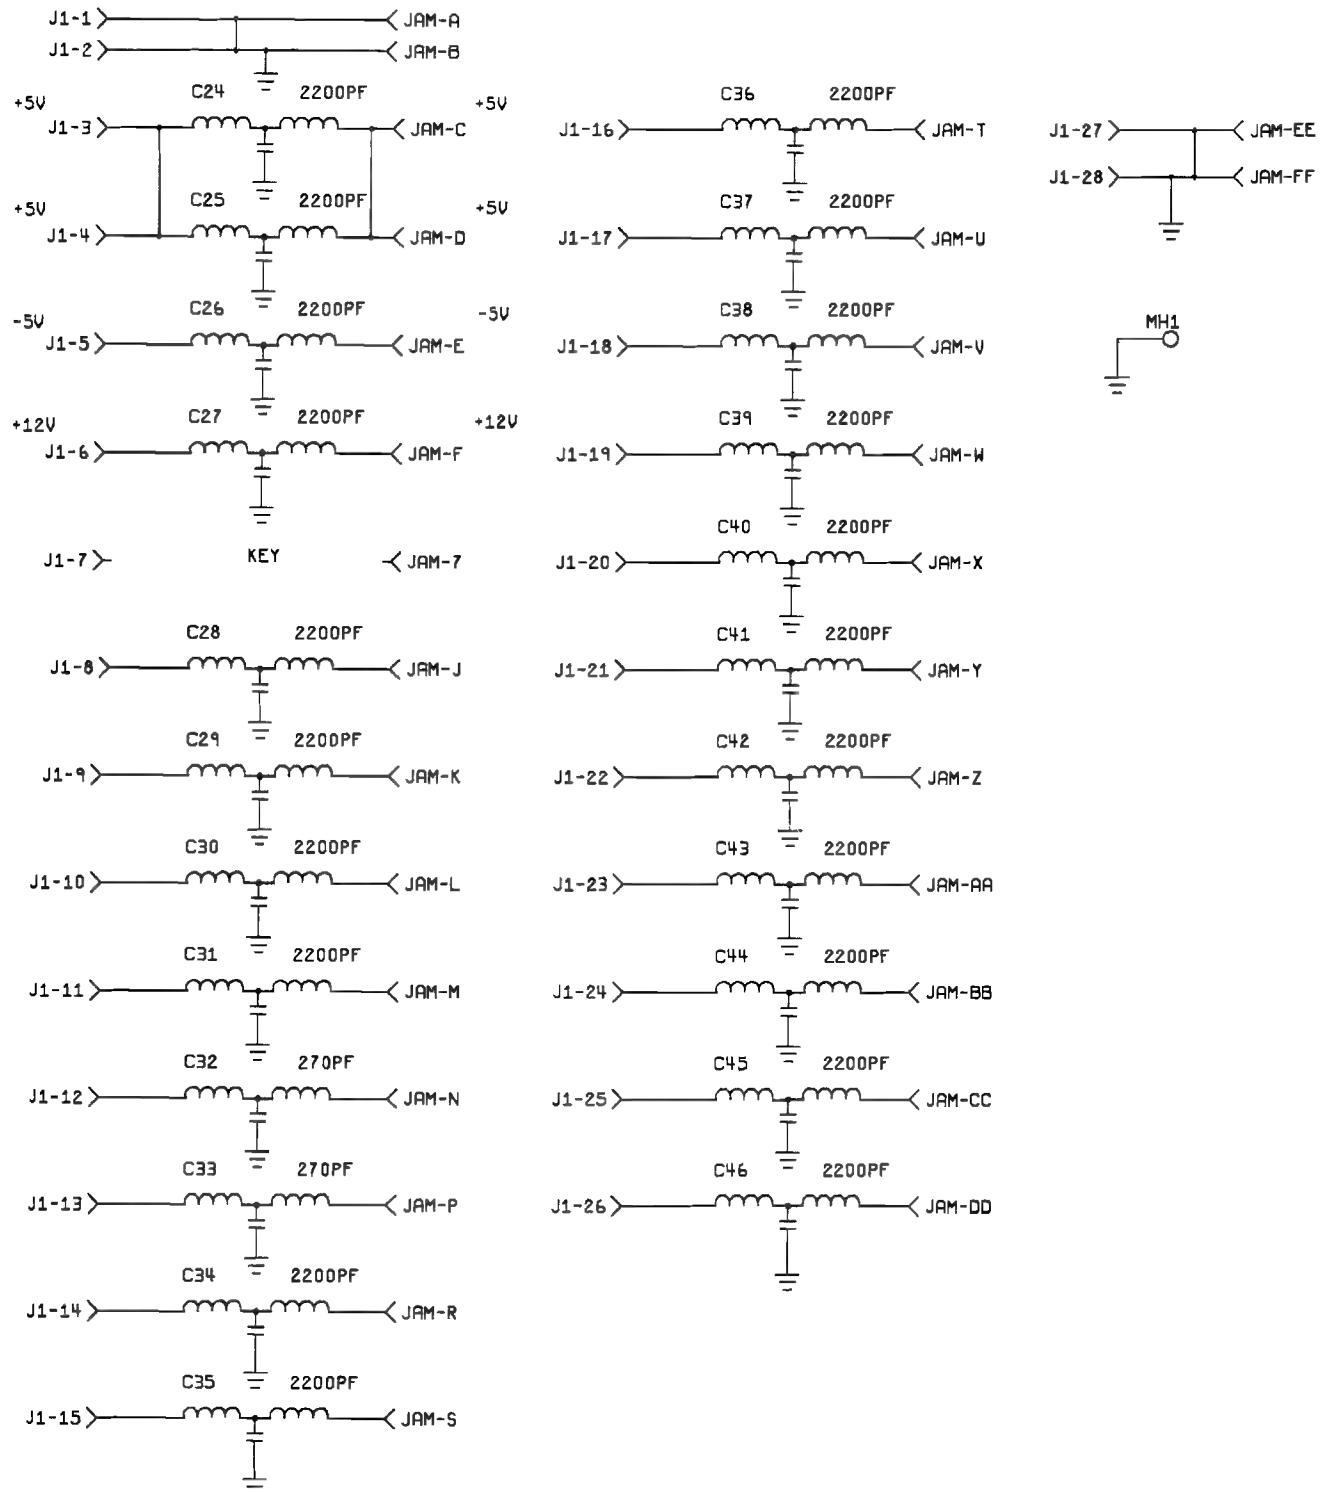 J1-1 JAM-A
J1-2 JAM-B
+5V C24 2200PF +5V
J1-3 JAM-C
+5V C25 2200PF +5V
J1-4 JAM-D
-5V C26 2200PF -5V
J1-5 JAM-E
+12V C27 2200PF +12V
J1-6 JAM-F
J1-7 KEY JAM-7
C28 2200PF
J1-8 JAM-J
C29 2200PF
J1-9 JAM-K
C30 2200PF
J1-10 JAM-L
C31 2200PF
J1-11 JAM-M
C32 270PF
J1-12 JAM-N
C33 270PF
J1-13 JAM-P
C34 2200PF
J1-14 JAM-R
C35 2200PF
J1-15 JAM-S
C36 2200PF
J1-16 JAM-T
C37 2200PF
J1-17 JAM-U
C38 2200PF
J1-18 JAM-V
C39 2200PF
J1-19 JAM-W
C40 2200PF
J1-20 JAM-X
C41 2200PF
J1-21 JAM-Y
C42 2200PF
J1-22 JAM-Z
C43 2200PF
J1-23 JAM-AA
C44 2200PF
J1-24 JAM-BB
C45 2200PF
J1-25 JAM-CC
C46 2200PF
J1-26 JAM-DD
J1-27 JAM-EE
J1-28 JAM-FF
MH1